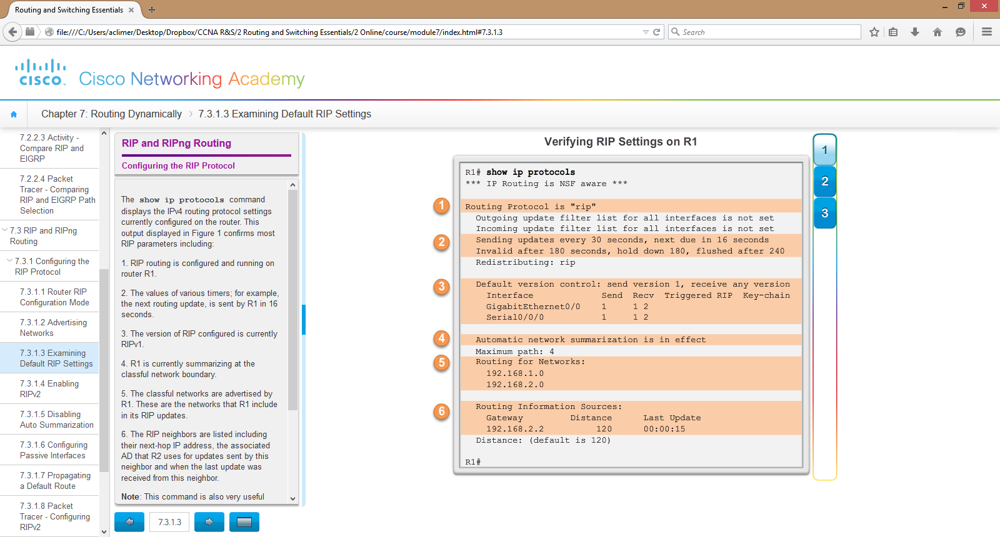 Routing and Switching Essentials
file:///C:/Users/aclimer/Desktop/Dropbox/CCNA R&S/2 Routing and Switching Essentials/2 Online/course/module7/index.html#7.3.1.3
Search
CISCO.
Cisco Networking Academy
Chapter 7: Routing Dynamically
7.3.1.3 Examining Default RIP Settings
7.2.2.3 Activity -
Compare RIP and
EIGRP
7.2.2.4 Packet
Tracer - Comparing
RIP and EIGRP Path
Selection
7.3 RIP and RIPng
Routing
7.3.1 Configuring the
RIP Protocol
7.3.1.1 Router RIP
Configuration Mode
7.3.1.2 Advertising
Networks
7.3.1.3 Examining
Default RIP Settings
7.3.1.4 Enabling
RIPv2
7.3.1.5 Disabling
Auto Summarization
7.3.1.6 Configuring
Passive Interfaces
7.3.1.7 Propagating
a Default Route
7.3.1.8 Packet
Tracer - Configuring
RIPv2
RIP and RIPng Routing
Configuring the RIP Protocol
The show ip protocols command
displays the IPv4 routing protocol settings
currently configured on the router. This
output displayed in Figure 1 confirms most
RIP parameters including:
1. RIP routing is configured and running on
router R1.
2. The values of various timers; for example,
the next routing update, is sent by R1 in 16
seconds.
3. The version of RIP configured is currently
RIPv1.
4. R1 is currently summarizing at the
classful network boundary.
5. The classful networks are advertised by
R1. These are the networks that R1 include
in its RIP updates.
6. The RIP neighbors are listed including
their next-hop IP address, the associated
AD that R2 uses for updates sent by this
neighbor and when the last update was
received from this neighbor.
Note: This command is also very useful
7.3.1.3
Verifying RIP Settings on R1
R1# show ip protocols
*** IP Routing is NSF aware ***
1 Routing Protocol is "rip"
Outgoing update filter list for all interfaces is not set
Incoming update filter list for all interfaces is not set
2 Sending updates every 30 seconds, next due in 16 seconds
Invalid after 180 seconds, hold down 180, flushed after 240
Redistributing: rip
3 Default version control: send version 1, receive any version
Interface Send Recv Triggered RIP Key-chain
GigabitEthernet0/0 1 1 2
Serial0/0/0 1 1 2
4 Automatic network summarization is in effect
Maximum path: 4
5 Routing for Networks:
192.168.1.0
192.168.2.0
6 Routing Information Sources:
Gateway Distance Last Update
192.168.2.2 120 00:00:15
Distance: (default is 120)
R1#
1
2
3